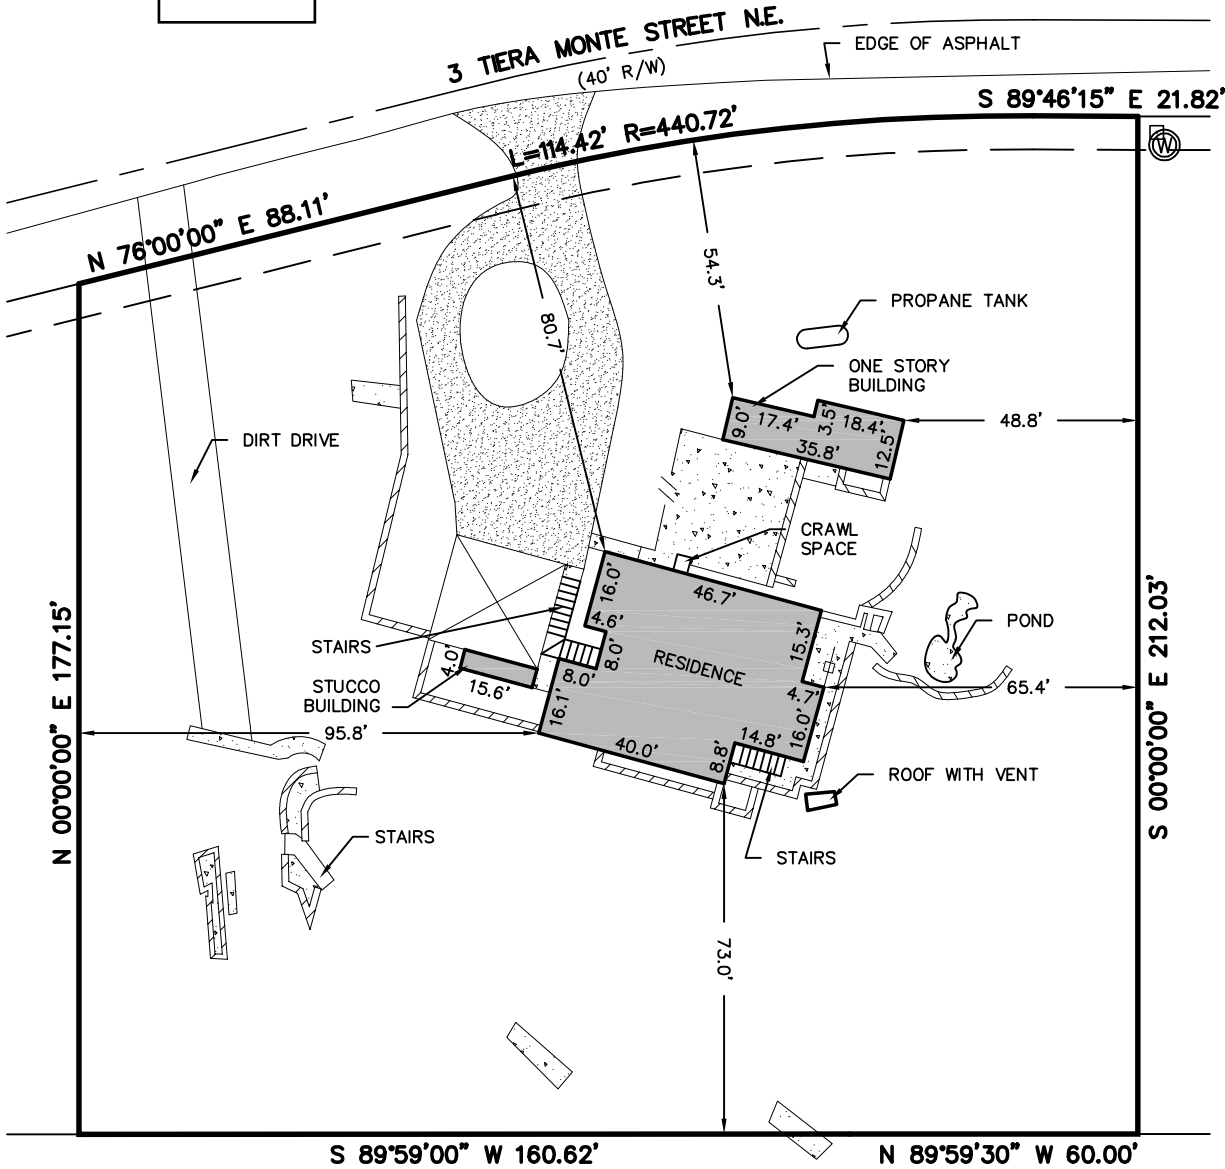 3 TIERA MONTE STREET N.E.
(40' R/W)
EDGE OF ASPHALT
S 89°46'15" E 21.82'
L=114.42' R=440.72'
W
N 76°00'00" E 88.11'
54.3'
80.7'
PROPANE TANK
ONE STORY
BUILDING
9.0'
17.4'
3.5'
18.4'
35.8'
12.5'
48.8'
DIRT DRIVE
CRAWL
SPACE
16.0'
46.7'
4.6'
8.0'
15.3'
RESIDENCE
STAIRS
POND
4.0'
8.0'
15.6'
STUCCO
BUILDING
16.1'
4.7'
65.4'
95.8'
40.0'
8.8'
14.8'
16.0'
ROOF WITH VENT
STAIRS
STAIRS
N 00°00'00" E 177.15'
S 00°00'00" E 212.03'
73.0'
S 89°59'00" W 160.62'
N 89°59'30" W 60.00'